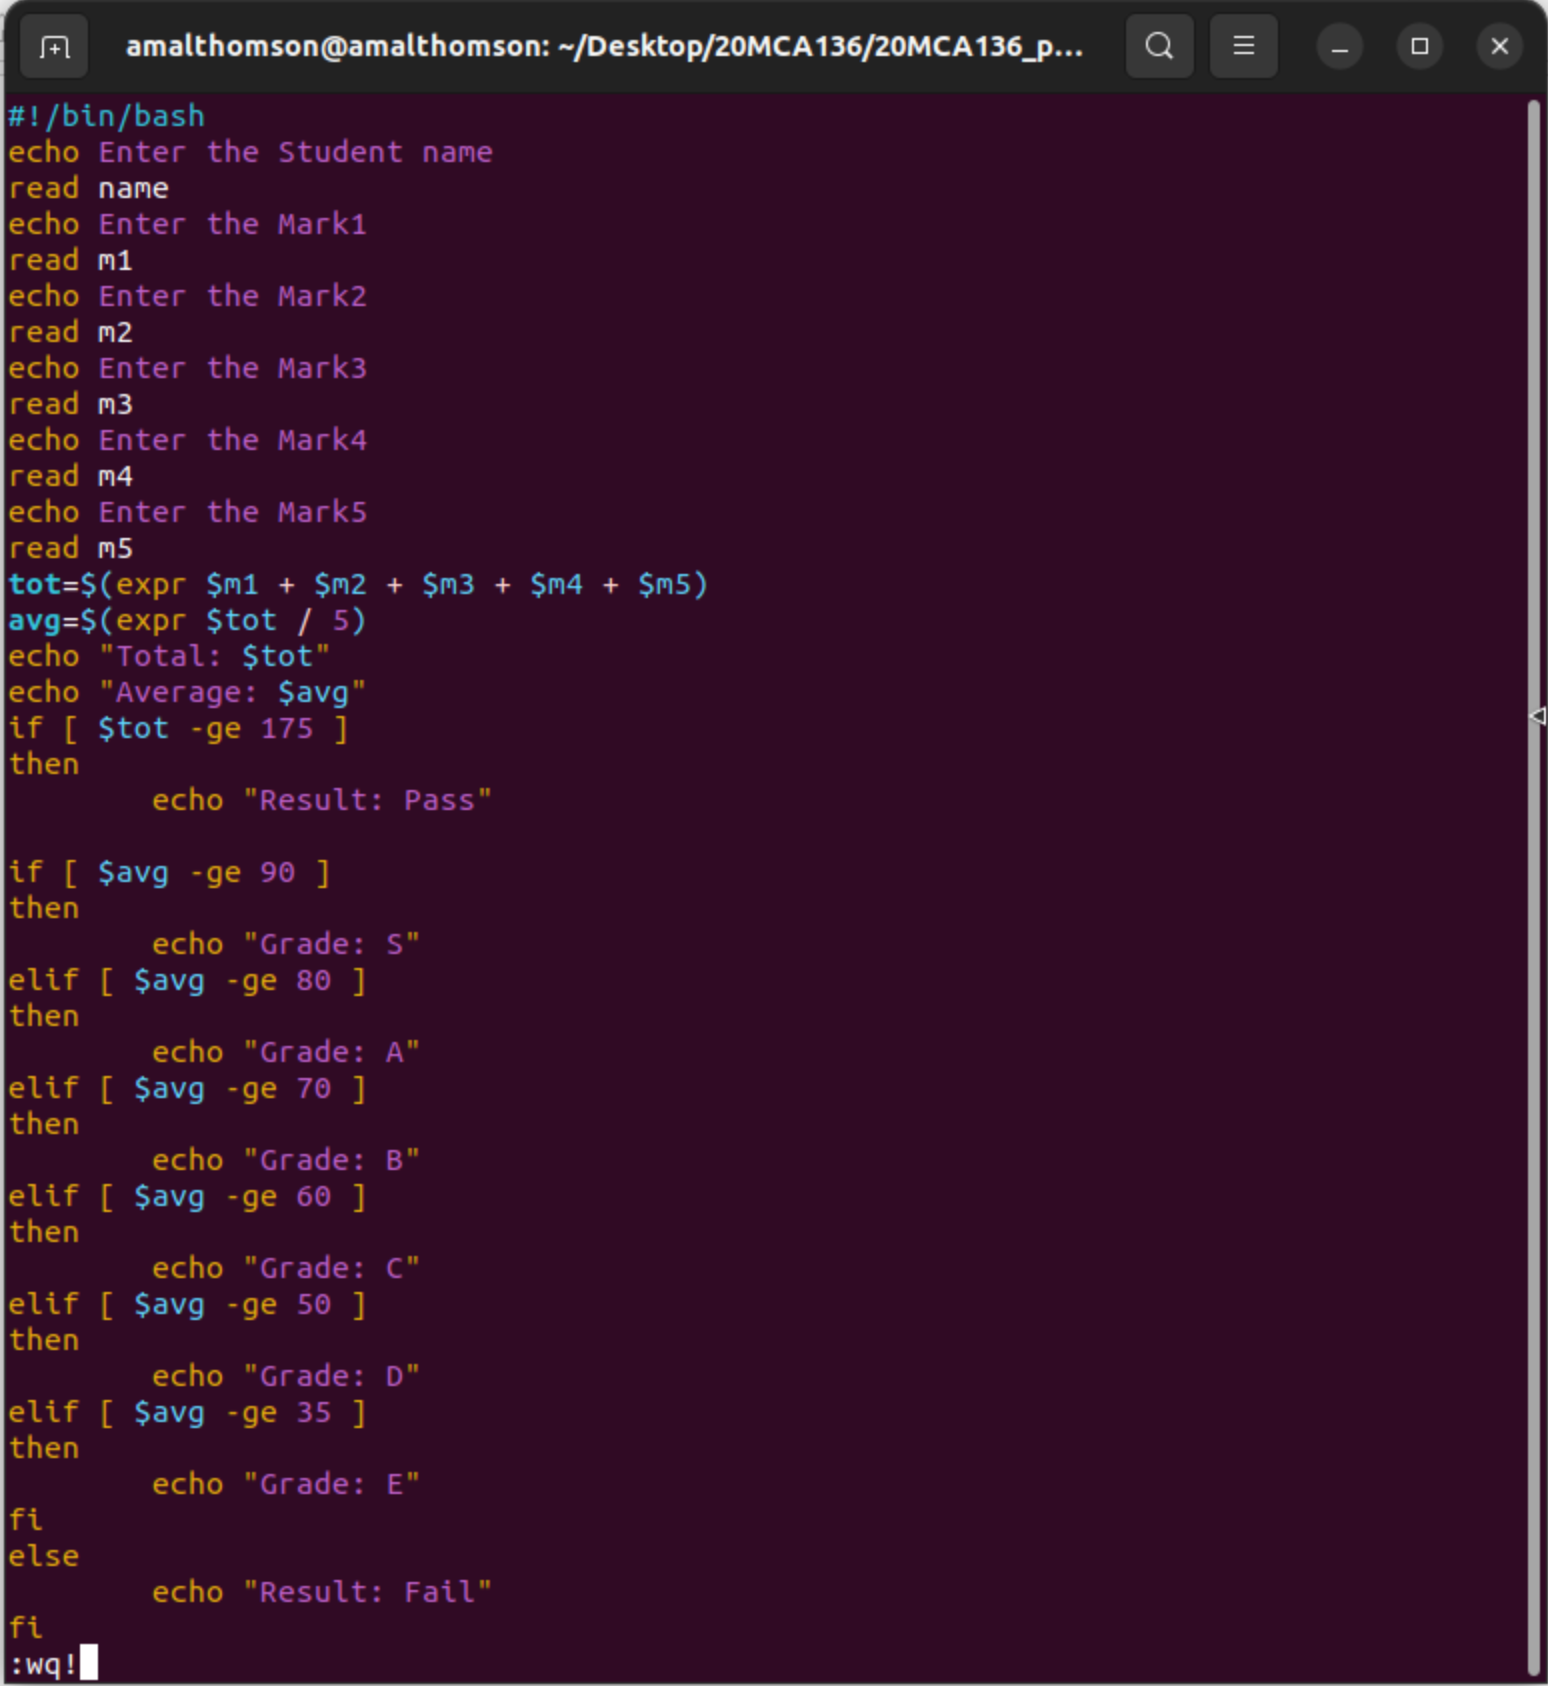 amalthomson@amalthomson: ~/Desktop/20MCA136/20MCA136_p...
#!/bin/bash
echo Enter the Student name
read name
echo Enter the Mark1
read m1
echo Enter the Mark2
read m2
echo Enter the Mark3
read m3
echo Enter the Mark4
read m4
echo Enter the Mark5
read m5
tot=$(expr $m1 + $m2 + $m3 + $m4 + $m5)
avg=$(expr $tot / 5)
echo "Total: $tot"
echo "Average: $avg"
if [ $tot -ge 175 ]
then
        echo "Result: Pass"

if [ $avg -ge 90 ]
then
        echo "Grade: S"
elif [ $avg -ge 80 ]
then
        echo "Grade: A"
elif [ $avg -ge 70 ]
then
        echo "Grade: B"
elif [ $avg -ge 60 ]
then
        echo "Grade: C"
elif [ $avg -ge 50 ]
then
        echo "Grade: D"
elif [ $avg -ge 35 ]
then
        echo "Grade: E"
fi
else
        echo "Result: Fail"
fi
:wq!